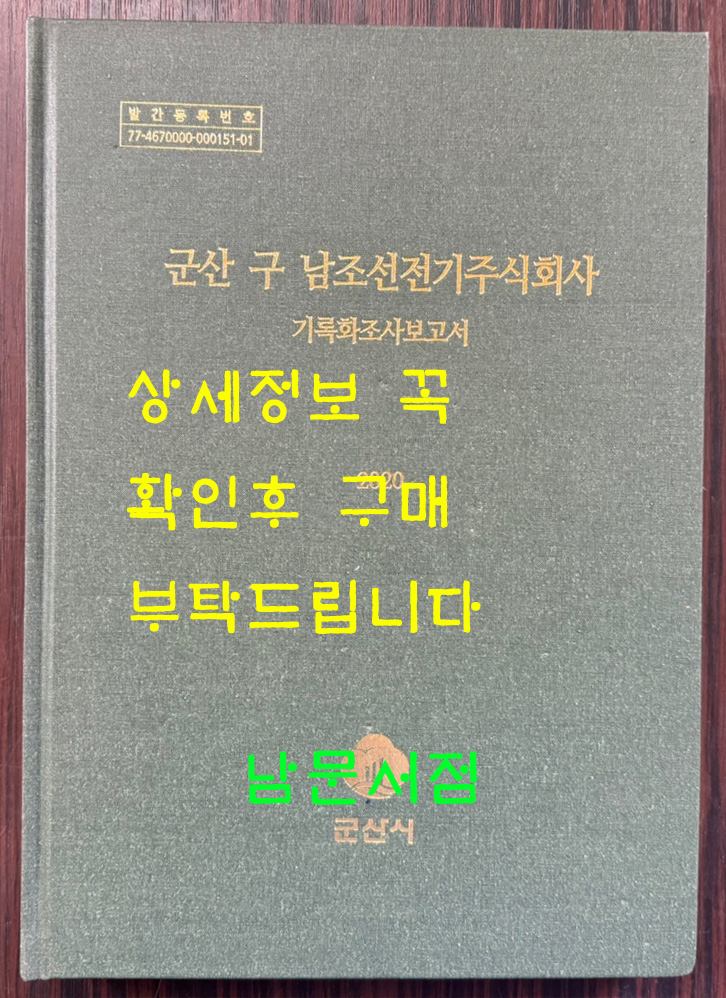 발간등록번호
77-4670000-000151-01
군산 구 남조선전기주식회사
기록화조사보고서
상세정보 꼭
2020
확인후 구매
부탁드립니다
남문서점
군산시